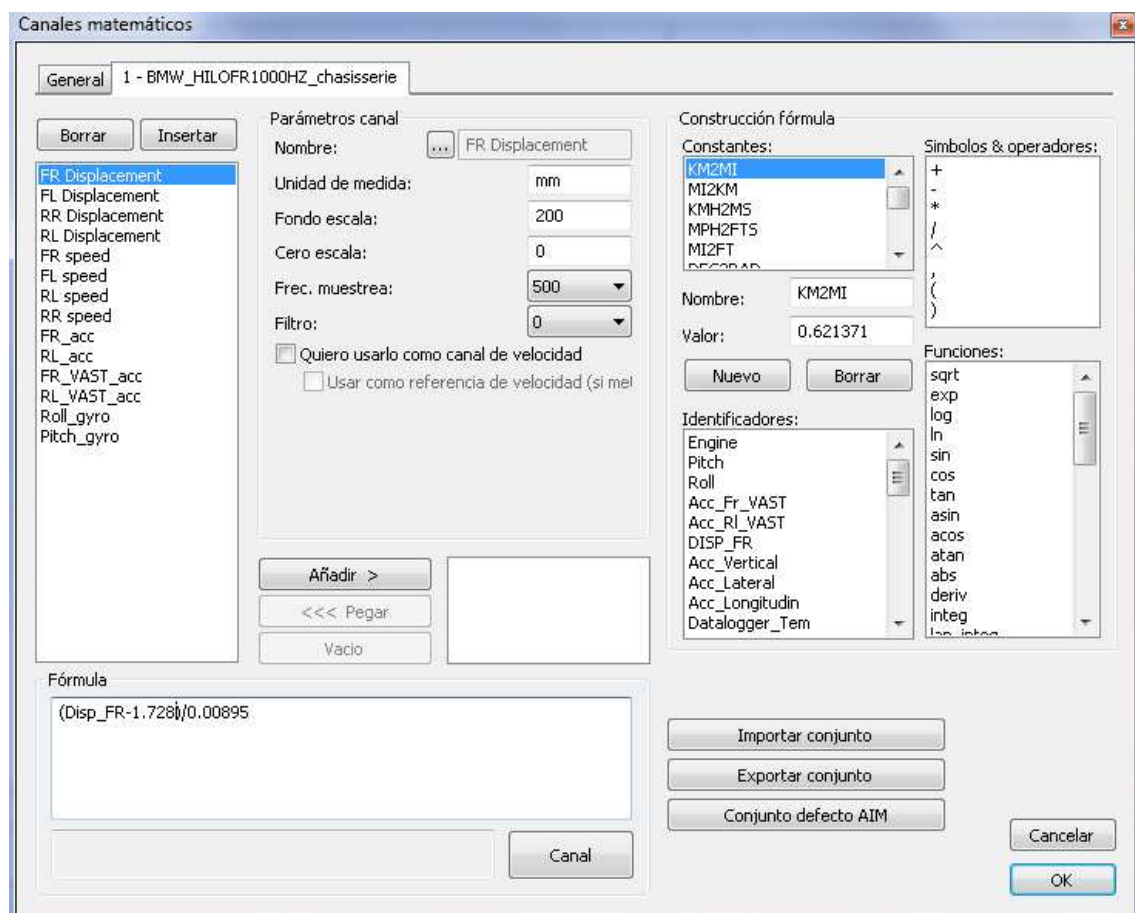 Canales matemáticos
General
1 - BMW_HILOFR1000HZ_chasisserie
Borrar
Insertar
FR Displacement
FL Displacement
RR Displacement
RL Displacement
FR speed
FL speed
RL speed
RR speed
FR_acc
RL_acc
FR_VAST_acc
RL_VAST_acc
Roll_gyro
Pitch_gyro
Parámetros canal
Nombre:
...
FR Displacement
Unidad de medida:
mm
Fondo escala:
200
Cero escala:
0
Frec. muestrea:
500
Filtro:
0
Quiero usarlo como canal de velocidad
Usar como referencia de velocidad (si mel
Añadir >
<<< Pegar
Vacio
Construcción fórmula
Constantes:
KM2MI
MI2KM
KMH2MS
MPH2FTS
MI2FT
DEG2RAD
Nombre:
KM2MI
Valor:
0.621371
Nuevo
Borrar
Identificadores:
Engine
Pitch
Roll
Acc_Fr_VAST
Acc_Rl_VAST
DISP_FR
Acc_Vertical
Acc_Lateral
Acc_Longitudin
Datalogger_Tem
Simbolos & operadores:
+
-
*
/
^
,
(
)
Funciones:
sqrt
exp
log
ln
sin
cos
tan
asin
acos
atan
abs
deriv
integ
lap_integ
Fórmula
(Disp_FR-1.728)/0.00895
Canal
Importar conjunto
Exportar conjunto
Conjunto defecto AIM
Cancelar
OK